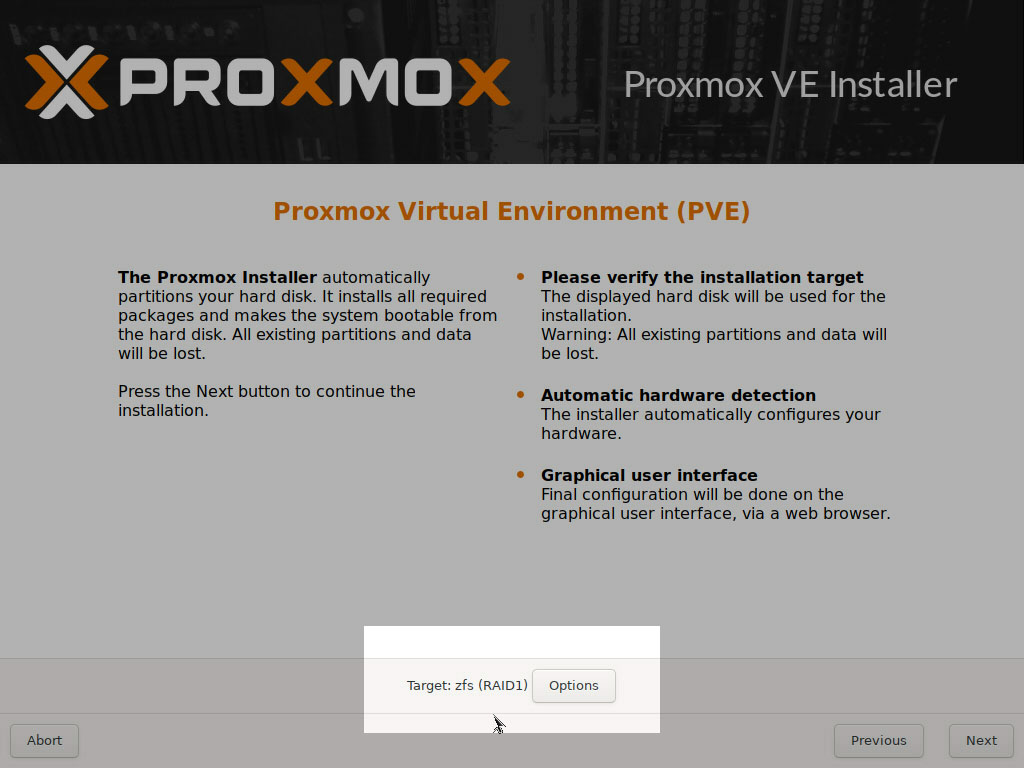 PROXMOX
Proxmox VE Installer
Proxmox Virtual Environment (PVE)
The Proxmox Installer automatically
partitions your hard disk. It installs all required
packages and makes the system bootable from
the hard disk. All existing partitions and data
will be lost.
Press the Next button to continue the
installation.
Please verify the installation target
The displayed hard disk will be used for the
installation.
Warning: All existing partitions and data will
be lost.
Automatic hardware detection
The installer automatically configures your
hardware.
Graphical user interface
Final configuration will be done on the
graphical user interface, via a web browser.
Target: zfs (RAID1) Options
Abort Previous Next